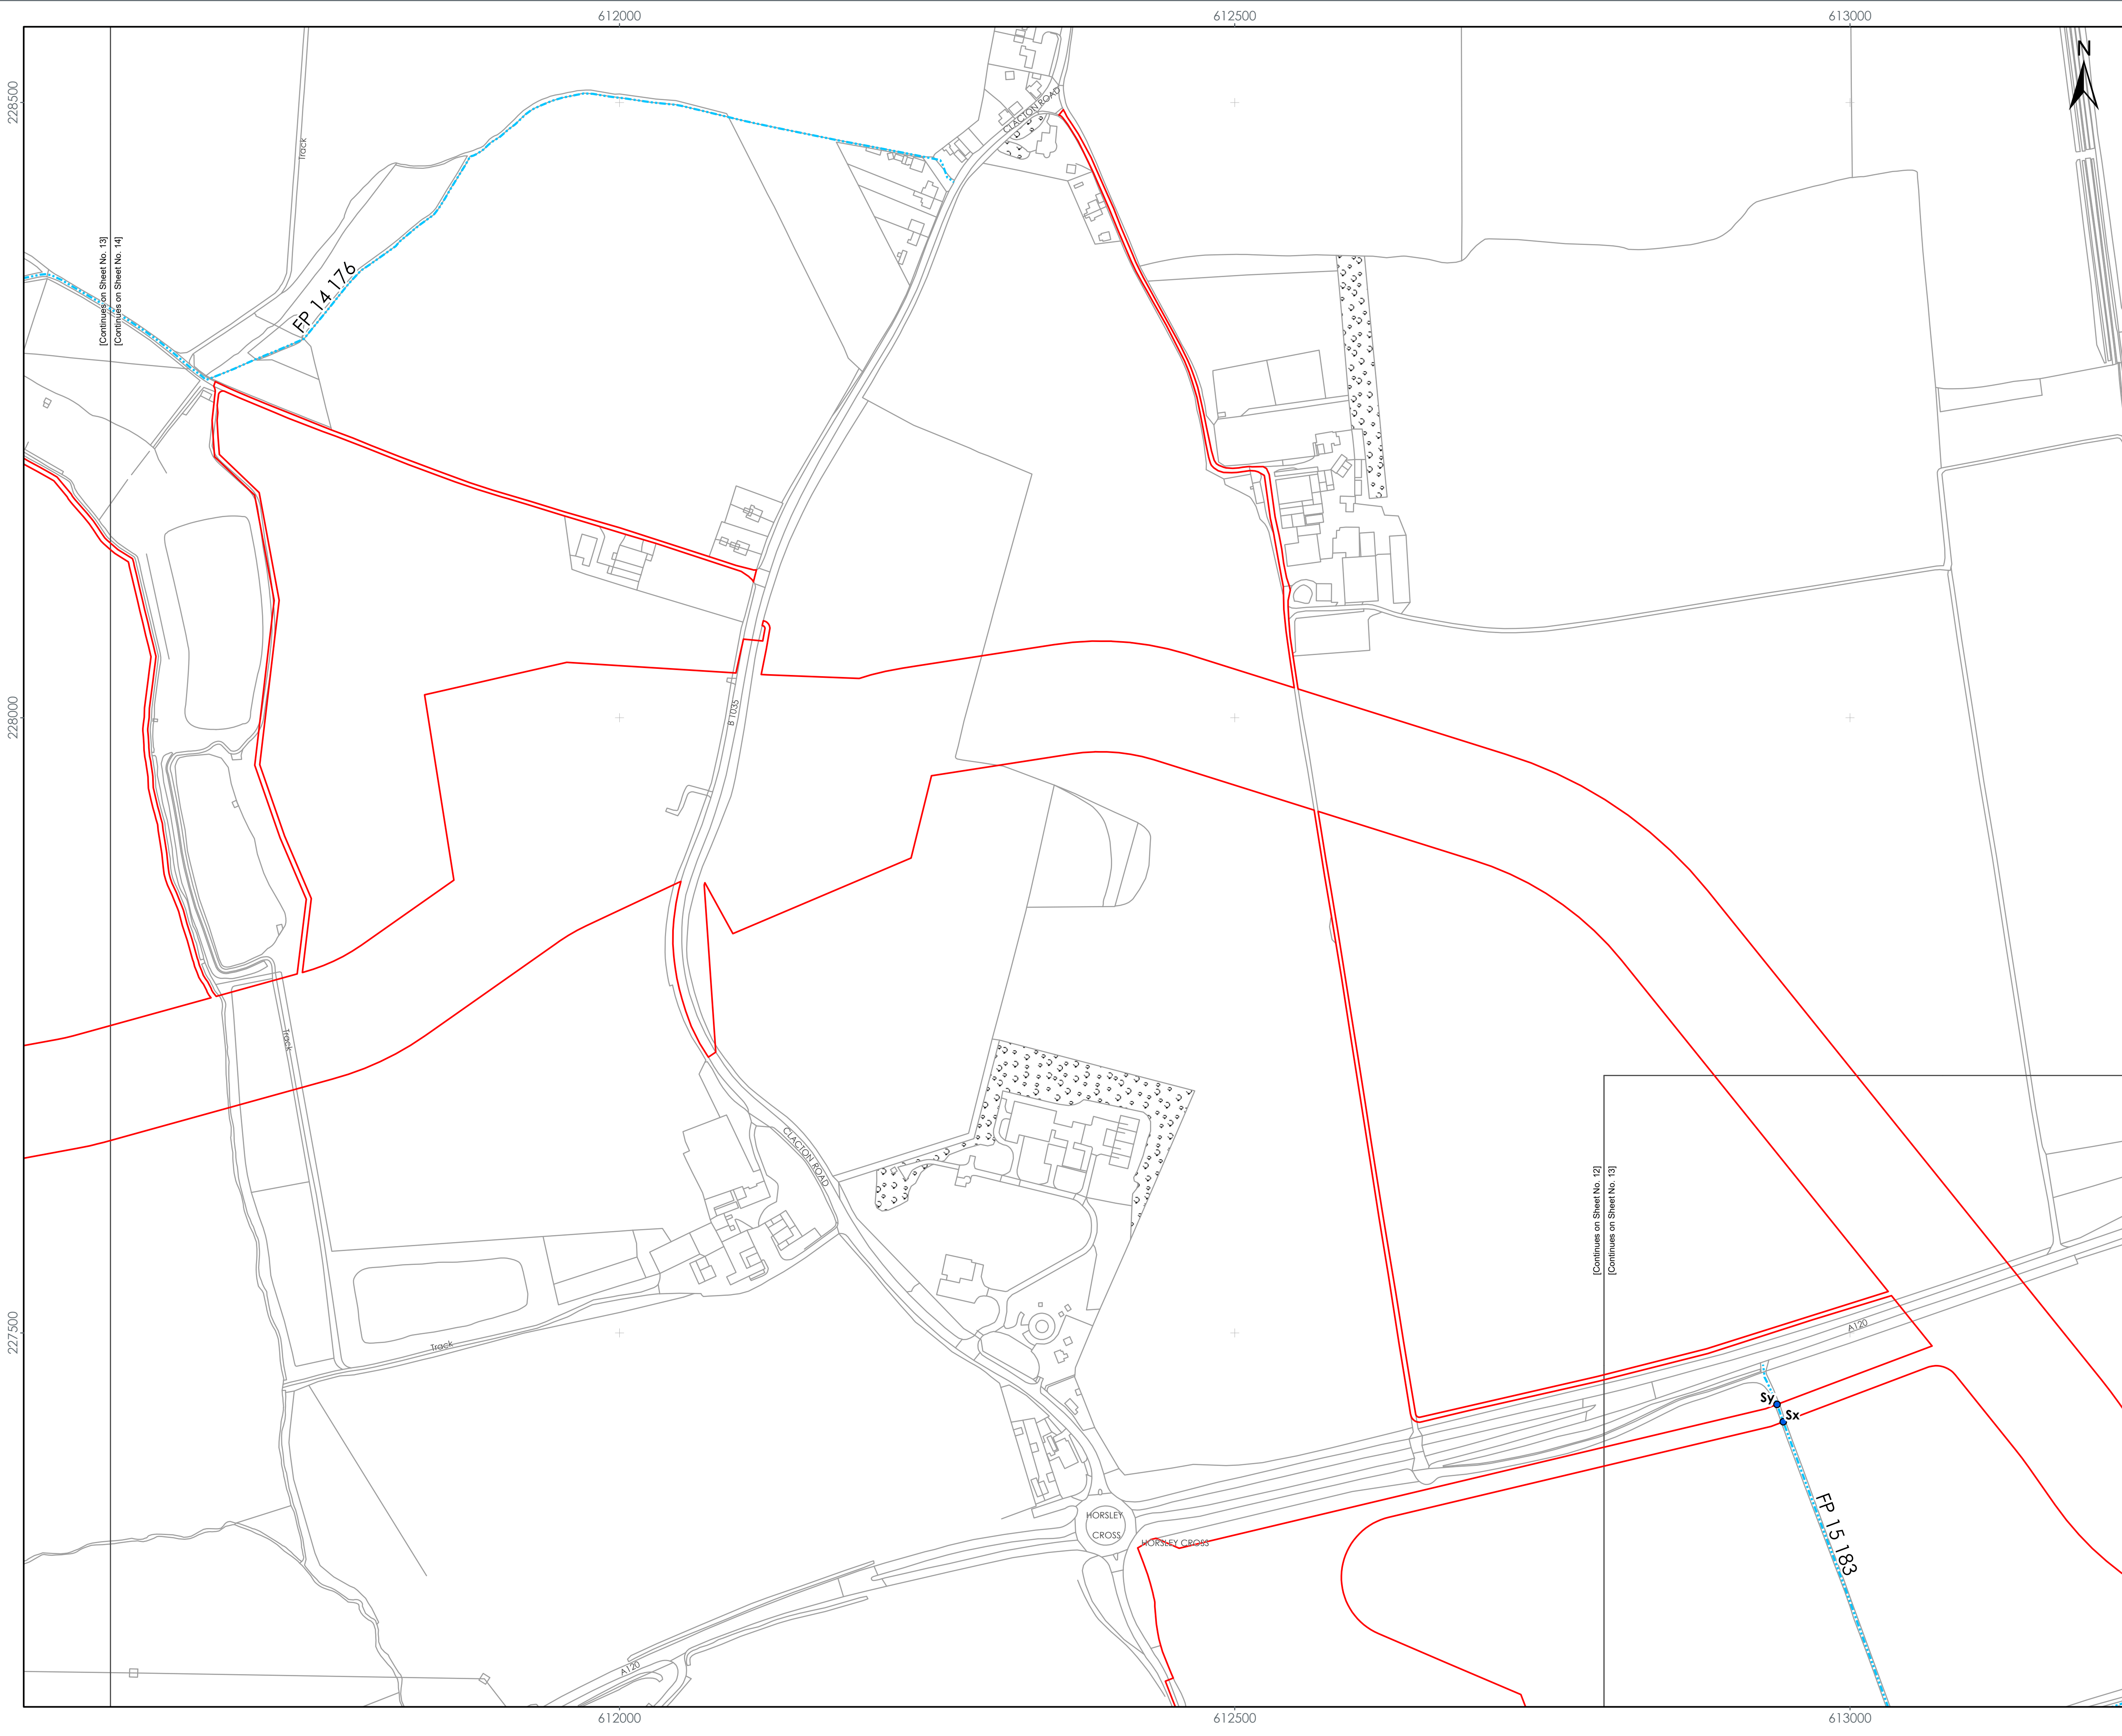 612000
612500
613000
N
228500
CLACTON ROAD
Track
[Continues on Sheet No. 13]
[Continues on Sheet No. 14]
FP 14 176
228000
B 1035
Track
CLACTON ROAD
[Continues on Sheet No. 12]
[Continues on Sheet No. 13]
227500
Track
A120
Sy
Sx
FP 15 183
HORSLEY
CROSS
HORSLEY CROSS
A120
612000
612500
613000